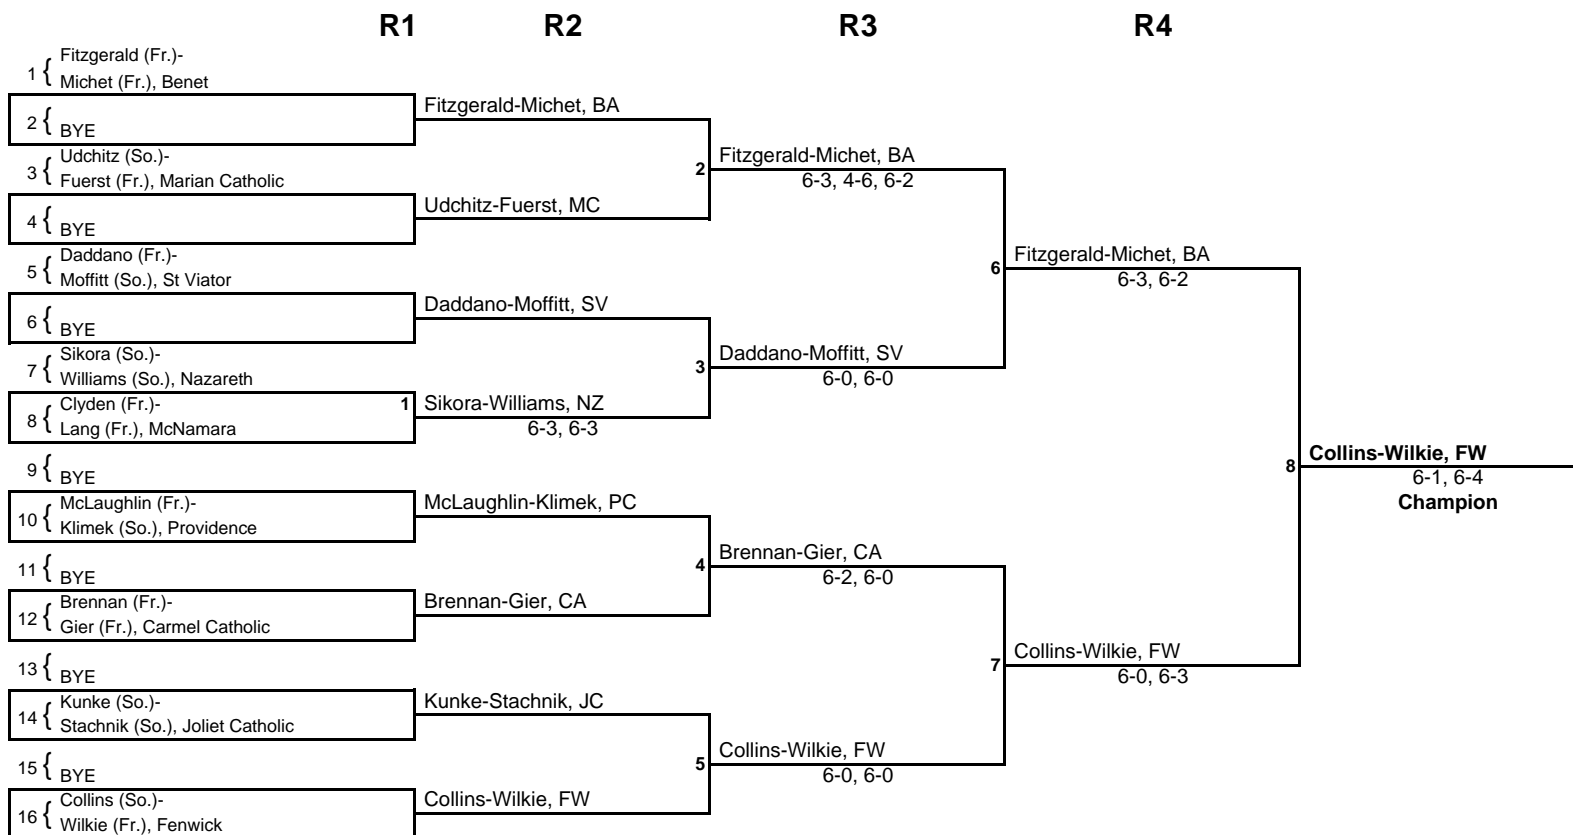 R1 R2 R3 R4
Fitzgerald (Fr.)-
1 {
Michet (Fr.), Benet
Fitzgerald-Michet, BA
2 { BYE
Udchitz (So.)-
3 {
Fuerst (Fr.), Marian Catholic
2 Fitzgerald-Michet, BA
6-3, 4-6, 6-2
4 { BYE
Udchitz-Fuerst, MC
Daddano (Fr.)-
5 {
Moffitt (So.), St Viator
6 Fitzgerald-Michet, BA
6-3, 6-2
6 { BYE
Daddano-Moffitt, SV
Sikora (So.)-
7 {
Williams (So.), Nazareth
3 Daddano-Moffitt, SV
6-0, 6-0
Clyden (Fr.)-
8 {
Lang (Fr.), McNamara
1 Sikora-Williams, NZ
6-3, 6-3
9 { BYE
8 Collins-Wilkie, FW
6-1, 6-4
Champion
McLaughlin (Fr.)-
10 {
Klimek (So.), Providence
McLaughlin-Klimek, PC
11 { BYE
4 Brennan-Gier, CA
6-2, 6-0
Brennan (Fr.)-
12 {
Gier (Fr.), Carmel Catholic
Brennan-Gier, CA
13 { BYE
7 Collins-Wilkie, FW
6-0, 6-3
Kunke (So.)-
14 {
Stachnik (So.), Joliet Catholic
Kunke-Stachnik, JC
15 { BYE
5 Collins-Wilkie, FW
6-0, 6-0
Collins (So.)-
16 {
Wilkie (Fr.), Fenwick
Collins-Wilkie, FW